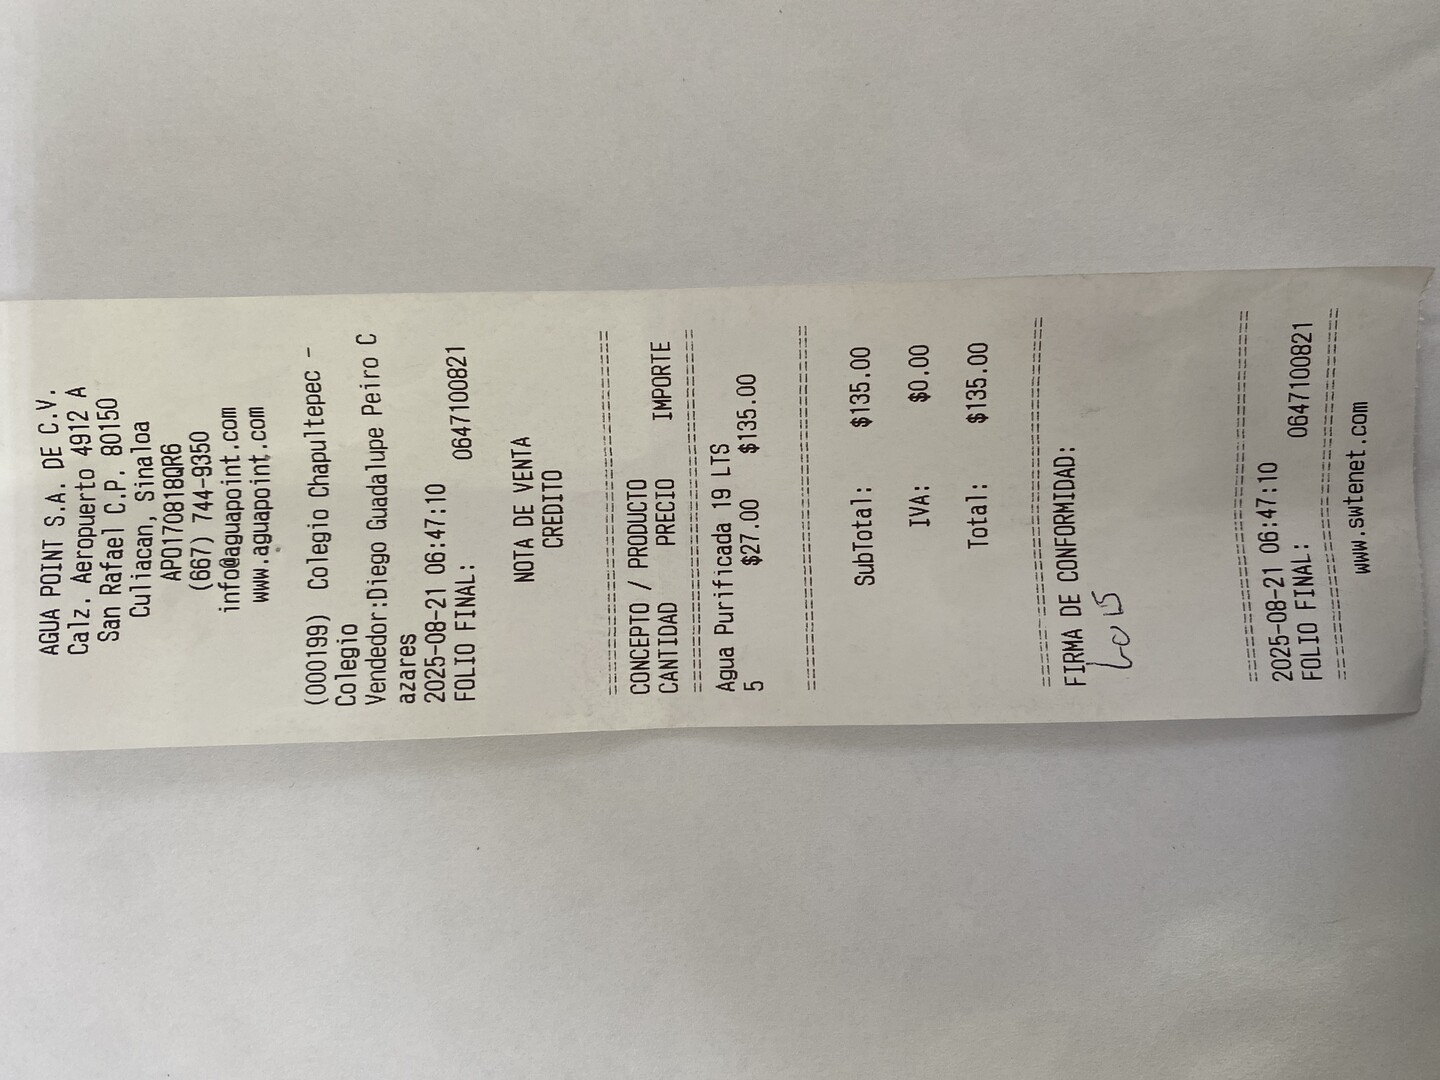 AGUA POINT S.A. DE C.V.
Calz. Aeropuerto 4912 A
San Rafael C.P. 80150
Culiacan, Sinaloa
APO170818QR6
(667) 744-9350
info@aguapoint.com
www.aguapoint.com
(000199) Colegio Chapultepec -
Colegio
Vendedor:Diego Guadalupe Peiro C
azares
2025-08-21 06:47:10
FOLIO FINAL: 0647100821
NOTA DE VENTA
CREDITO
================================
CONCEPTO / PRODUCTO
CANTIDAD PRECIO IMPORTE
================================
Agua Purificada 19 LTS
5 $27.00 $135.00
================================
SubTotal: $135.00
IVA: $0.00
Total: $135.00
================================
FIRMA DE CONFORMIDAD:
================================
2025-08-21 06:47:10
FOLIO FINAL: 0647100821
================================
www.swtenet.com